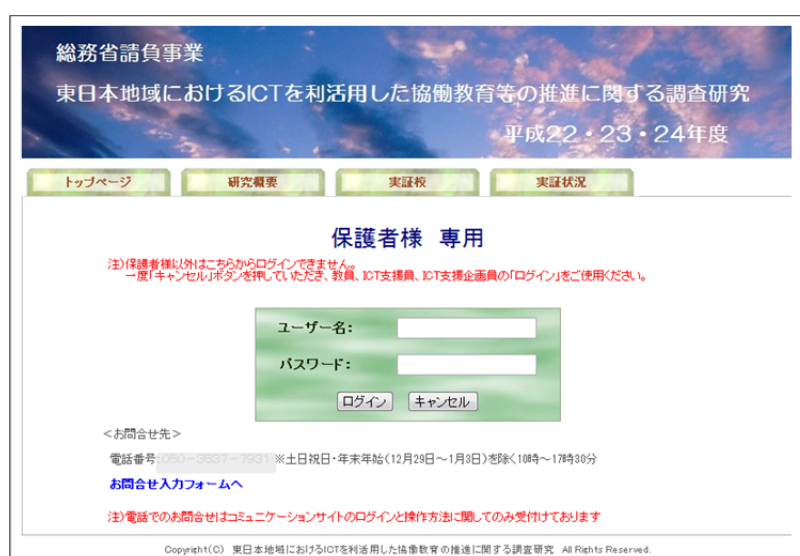 総務省請負事業
東日本地域におけるICTを利活用した協働教育等の推進に関する調査研究
平成22・23・24年度
トップページ 研究概要 実証校 実証状況
保護者様 専用
注)保護者様以外はこちらからログインできません。
一度「キャンセル」ボタンを押していただき、教員、ICT支援員、ICT支援企画員の「ログイン」をご使用ください。
ユーザー名:
パスワード:
ログイン キャンセル
<お問合せ先>
電話番号: ※土日祝日・年末年始(12月29日～1月3日)を除く10時～17時30分
お問合せ入力フォームへ
注)電話でのお問合せはコミュニケーションサイトのログインと操作方法に関してのみ受付けております
Copyright(C) 東日本地域におけるICTを利活用した協働教育の推進に関する調査研究 All Rights Reserved.